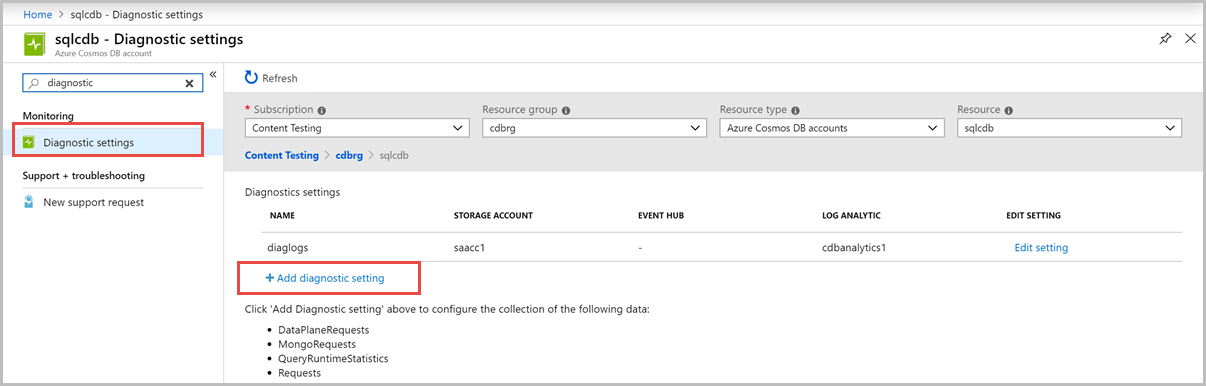 Home > sqlcdb - Diagnostic settings
sqlcdb - Diagnostic settings
Azure Cosmos DB account
diagnostic
Monitoring
Diagnostic settings
Support + troubleshooting
New support request
Refresh
* Subscription Resource group Resource type Resource
Content Testing cdbrg Azure Cosmos DB accounts sqlcdb
Content Testing > cdbrg > sqlcdb
Diagnostics settings
NAME STORAGE ACCOUNT EVENT HUB LOG ANALYTIC EDIT SETTING
diaglogs saacc1 - cdbanalytics1 Edit setting
+ Add diagnostic setting
Click 'Add Diagnostic setting' above to configure the collection of the following data:
• DataPlaneRequests
• MongoRequests
• QueryRuntimeStatistics
• Requests